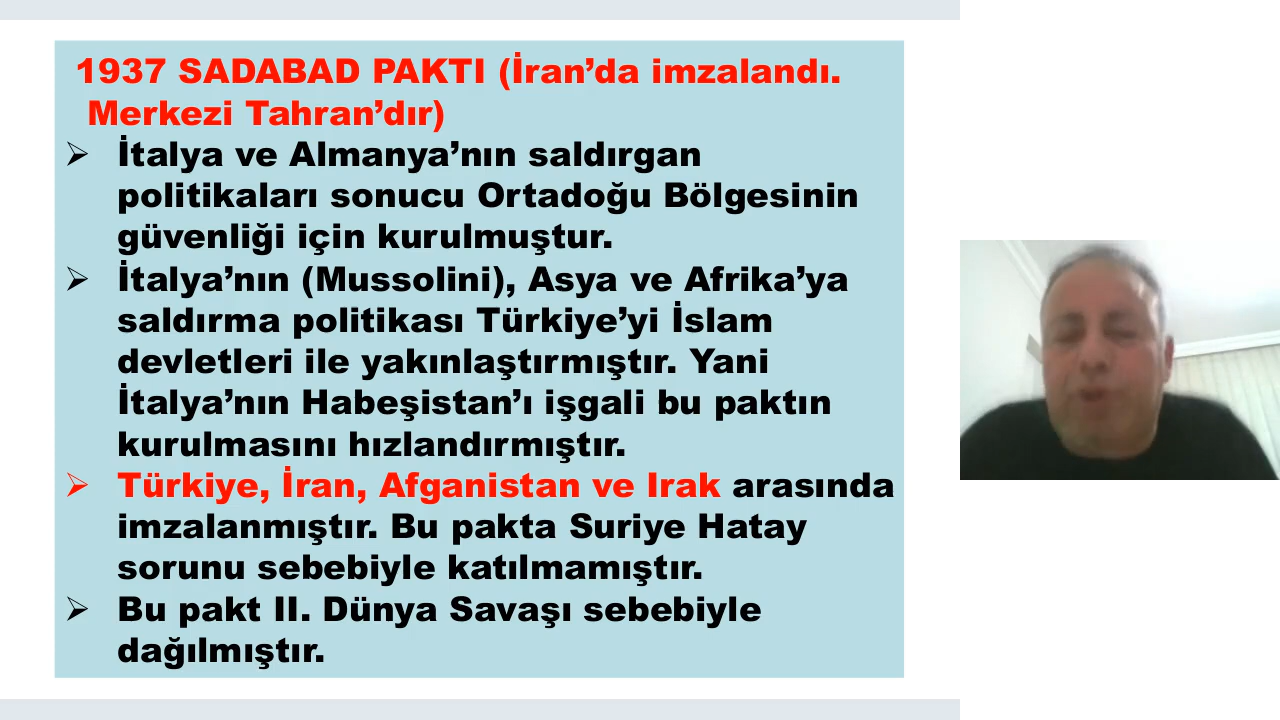 1937 SADABAD PAKTI (İran’da imzalandı.
Merkezi Tahran’dır)
➢ İtalya ve Almanya’nın saldırgan
politikaları sonucu Ortadoğu Bölgesinin
güvenliği için kurulmuştur.
➢ İtalya’nın (Mussolini), Asya ve Afrika’ya
saldırma politikası Türkiye’yi İslam
devletleri ile yakınlaştırmıştır. Yani
İtalya’nın Habeşistan’ı işgali bu paktın
kurulmasını hızlandırmıştır.
➢ Türkiye, İran, Afganistan ve Irak arasında
imzalanmıştır. Bu pakta Suriye Hatay
sorunu sebebiyle katılmamıştır.
➢ Bu pakt II. Dünya Savaşı sebebiyle
dağılmıştır.